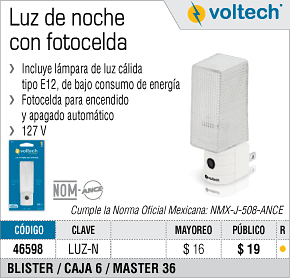 Luz de noche
con fotocelda
voltech®
Incluye lámpara de luz cálida
tipo E12, de bajo consumo de energía
Fotocelda para encendido
y apagado automático
127 V
voltech
NOM-ANCE
Cumple la Norma Oficial Mexicana: NMX-J-508-ANCE
CÓDIGO CLAVE MAYOREO PÚBLICO R
46598 LUZ-N $ 16 $ 19
BLISTER / CAJA 6 / MASTER 36